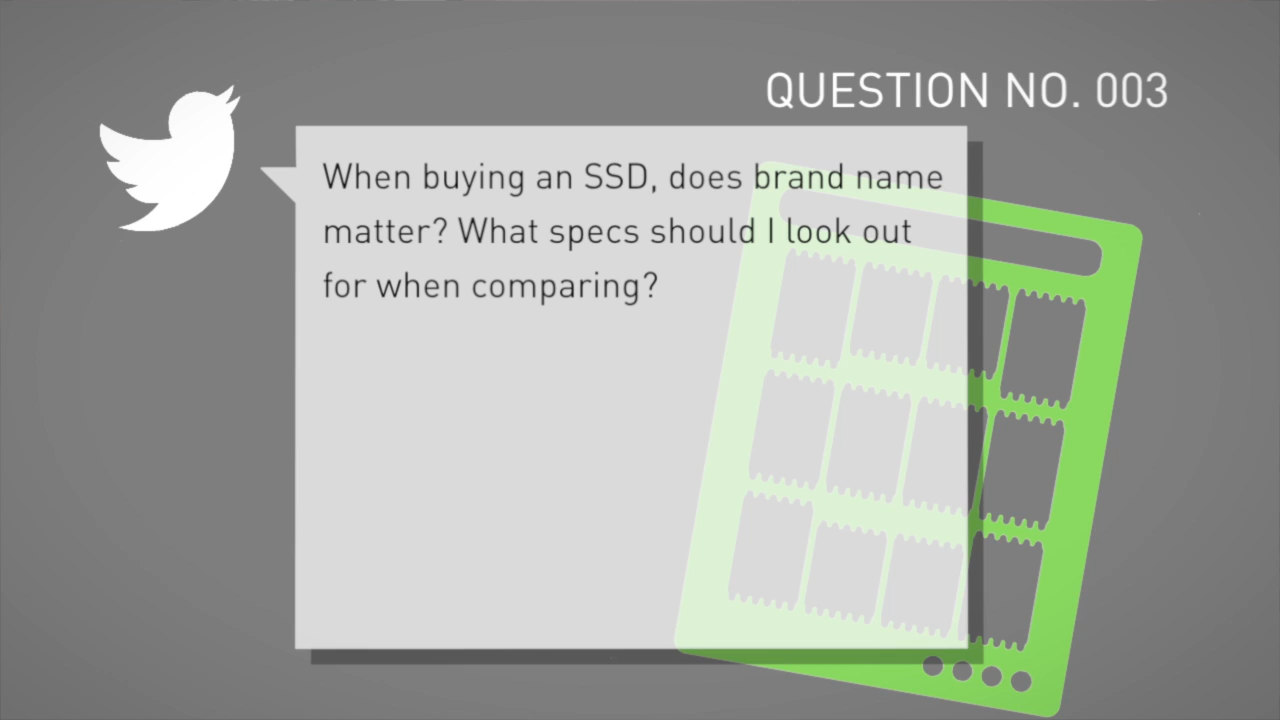 QUESTION NO. 003
When buying an SSD, does brand name
matter? What specs should I look out
for when comparing?